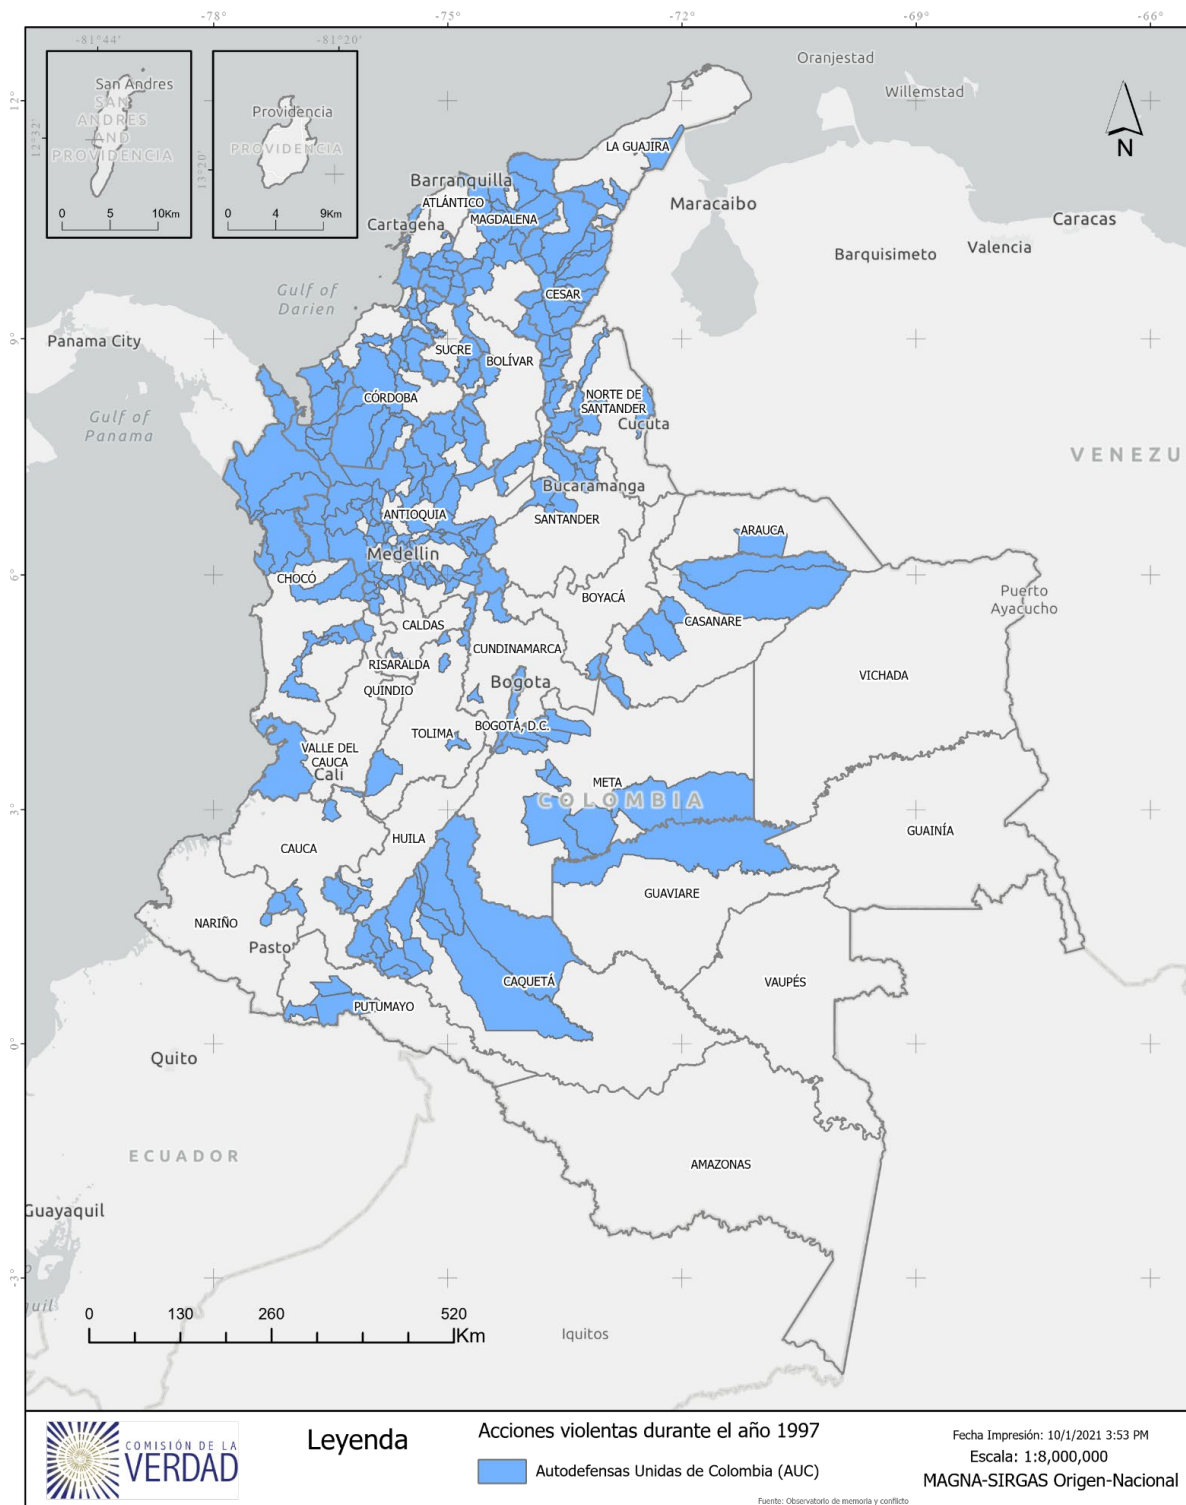 -78°
-75°
-72°
-69°
-66°
-81°44'
-81°20'
12°32'
13°20'
San Andres
SAN
ANDRES
AND
PROVIDENCIA
0 5 10Km
Providencia
PROVIDENCIA
0 4 9Km
Oranjestad
Willemstad
12°
N
LA GUAJIRA
Barranquilla
ATLÁNTICO
MAGDALENA
Cartagena
Maracaibo
Caracas
Valencia
Barquisimeto
Gulf of
Darien
CESAR
9°
Panama City
SUCRE
BOLÍVAR
CÓRDOBA
NORTE DE
SANTANDER
Cucuta
Gulf of
Panama
VENEZU
Bucaramanga
ANTIOQUIA
SANTANDER
ARAUCA
Medellin
6°
CHOCÓ
BOYACÁ
Puerto
Ayacucho
CALDAS
CASANARE
CUNDINAMARCA
RISARALDA
VICHADA
Bogota
QUINDIO
BOGOTÁ, D.C.
TOLIMA
VALLE DEL
CAUCA
Cali
META
COLOMBIA
3°
GUAINÍA
HUILA
CAUCA
GUAVIARE
NARIÑO
Pasto
CAQUETÁ
VAUPÉS
PUTUMAYO
0°
Quito
ECUADOR
AMAZONAS
Guayaquil
-3°
quil
0 130 260 520
Km
Iquitos
COMISIÓN DE LA
VERDAD
Leyenda
Acciones violentas durante el año 1997
Autodefensas Unidas de Colombia (AUC)
Fecha Impresión: 10/1/2021 3:53 PM
Escala: 1:8,000,000
MAGNA-SIRGAS Origen-Nacional
Fuente: Observatorio de memoria y conflicto